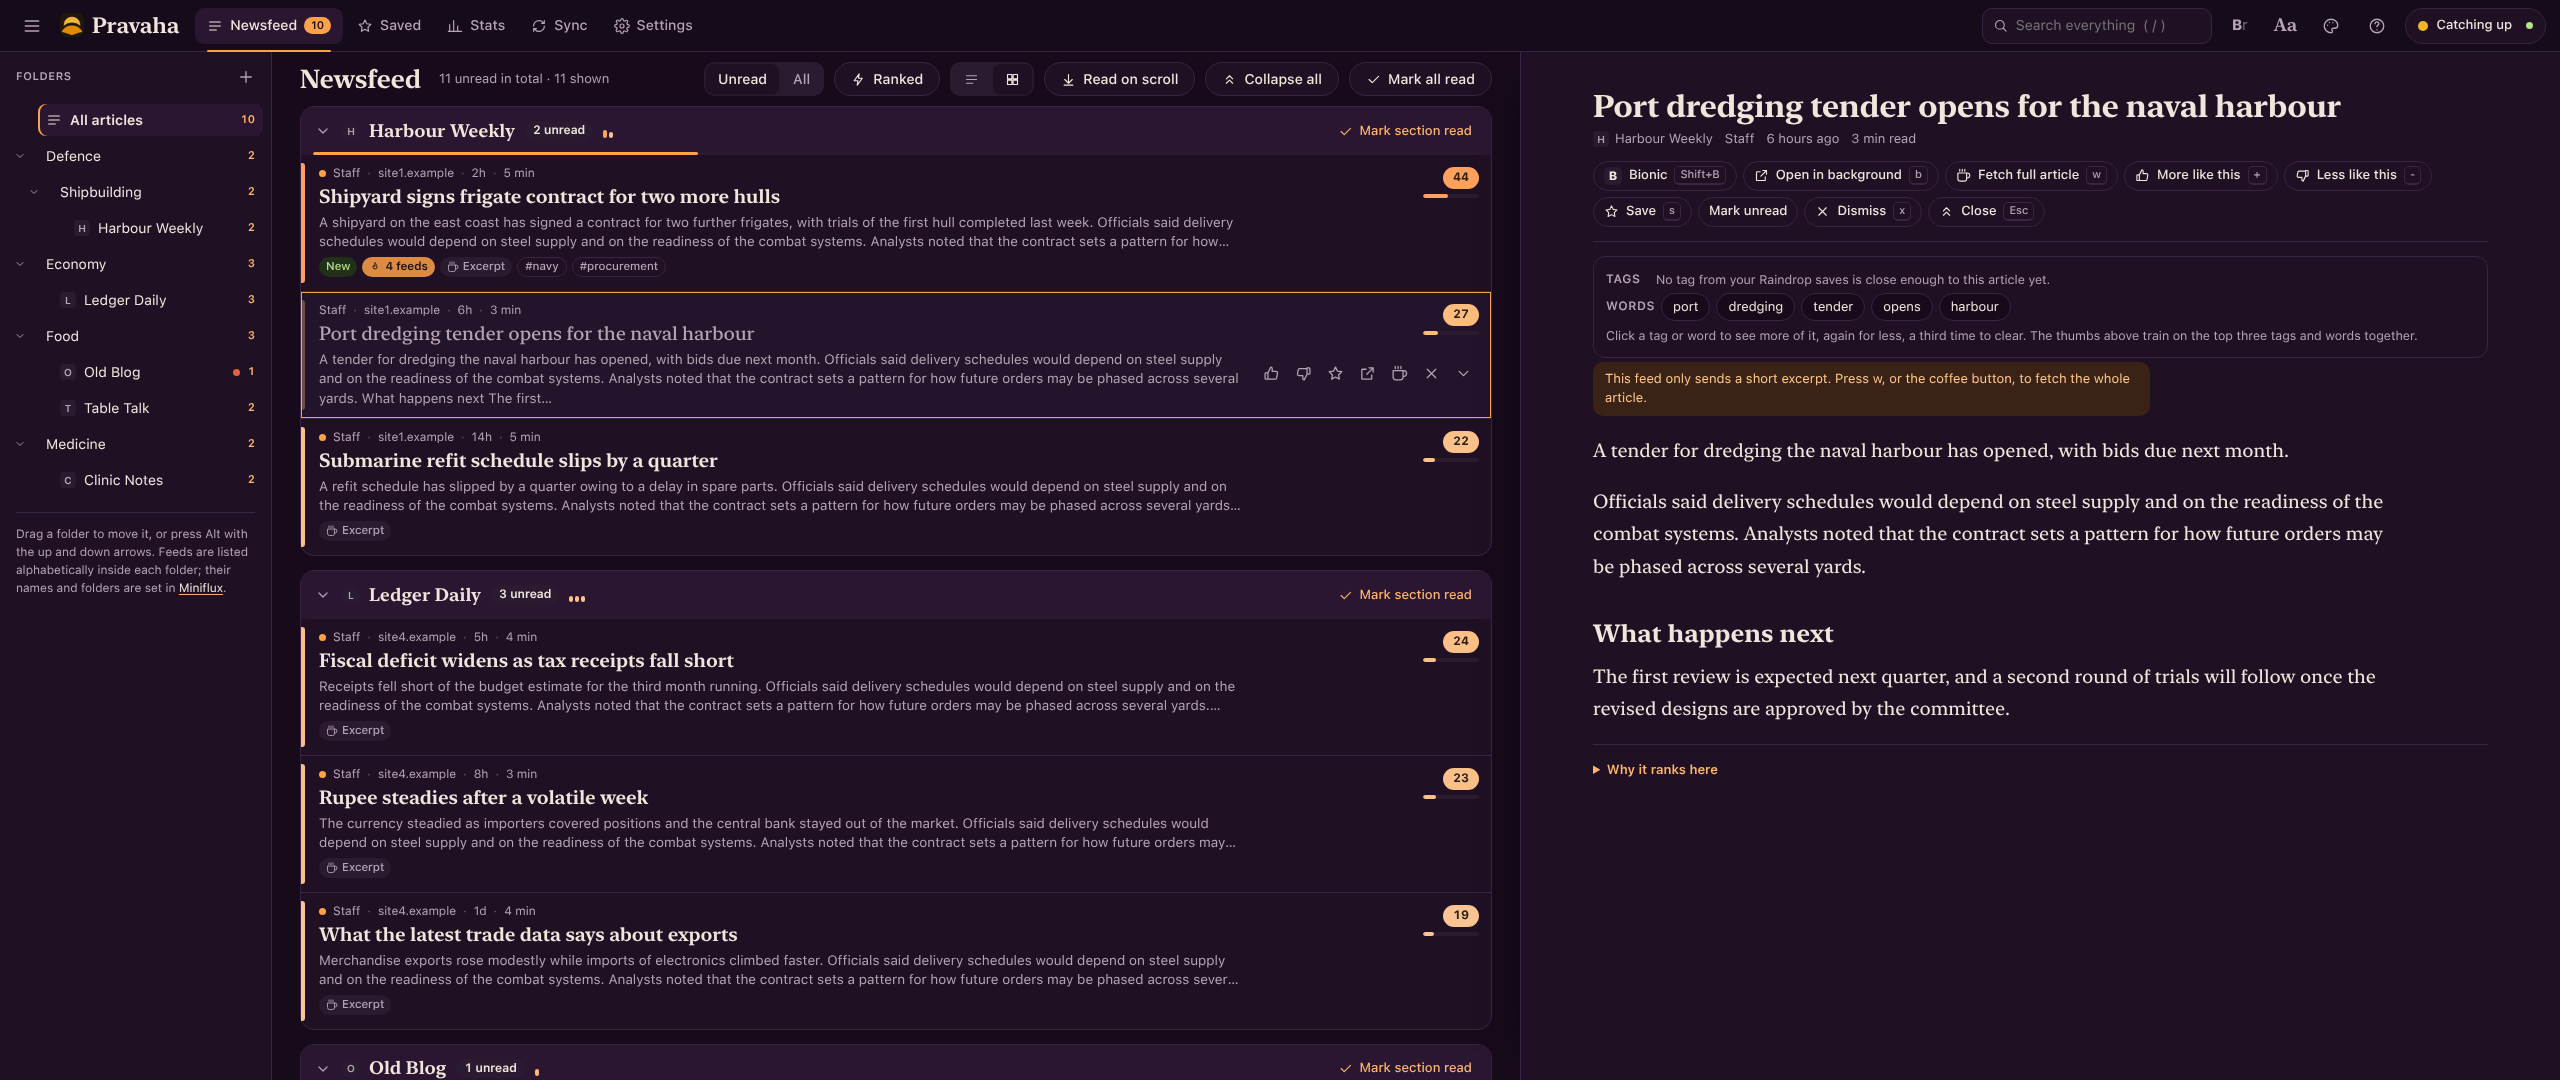 Pravaha
Newsfeed 10
Saved
Stats
Sync
Settings
Search everything ( / )
Br
Aa
Catching up
FOLDERS
All articles 10
Defence 2
Shipbuilding 2
H Harbour Weekly 2
Economy 3
L Ledger Daily 3
Food 3
O Old Blog 1
T Table Talk 2
Medicine 2
C Clinic Notes 2
Drag a folder to move it, or press Alt with
the up and down arrows. Feeds are listed
alphabetically inside each folder; their
names and folders are set in Miniflux.
Newsfeed 11 unread in total · 11 shown
Unread All
Ranked
Read on scroll
Collapse all
Mark all read
H Harbour Weekly 2 unread
Mark section read
Staff · site1.example · 2h · 5 min
44
Shipyard signs frigate contract for two more hulls
A shipyard on the east coast has signed a contract for two further frigates, with trials of the first hull completed last week. Officials said delivery
schedules would depend on steel supply and on the readiness of the combat systems. Analysts noted that the contract sets a pattern for how...
New 4 feeds Excerpt #navy #procurement
Staff · site1.example · 6h · 3 min
27
Port dredging tender opens for the naval harbour
A tender for dredging the naval harbour has opened, with bids due next month. Officials said delivery schedules would depend on steel supply
and on the readiness of the combat systems. Analysts noted that the contract sets a pattern for how future orders may be phased across several
yards. What happens next The first...
Staff · site1.example · 14h · 5 min
22
Submarine refit schedule slips by a quarter
A refit schedule has slipped by a quarter owing to a delay in spare parts. Officials said delivery schedules would depend on steel supply and on
the readiness of the combat systems. Analysts noted that the contract sets a pattern for how future orders may be phased across several yards...
Excerpt
L Ledger Daily 3 unread
Mark section read
Staff · site4.example · 5h · 4 min
24
Fiscal deficit widens as tax receipts fall short
Receipts fell short of the budget estimate for the third month running. Officials said delivery schedules would depend on steel supply and on the
readiness of the combat systems. Analysts noted that the contract sets a pattern for how future orders may be phased across several yards....
Excerpt
Staff · site4.example · 8h · 3 min
23
Rupee steadies after a volatile week
The currency steadied as importers covered positions and the central bank stayed out of the market. Officials said delivery schedules would
depend on steel supply and on the readiness of the combat systems. Analysts noted that the contract sets a pattern for how future orders may...
Excerpt
Staff · site4.example · 1d · 4 min
19
What the latest trade data says about exports
Merchandise exports rose modestly while imports of electronics climbed faster. Officials said delivery schedules would depend on steel supply
and on the readiness of the combat systems. Analysts noted that the contract sets a pattern for how future orders may be phased across sever...
Excerpt
O Old Blog 1 unread
Mark section read
Port dredging tender opens for the naval harbour
H Harbour Weekly Staff 6 hours ago 3 min read
B Bionic Shift+B
Open in background b
Fetch full article w
More like this +
Less like this -
Save s
Mark unread
Dismiss x
Close Esc
TAGS No tag from your Raindrop saves is close enough to this article yet.
WORDS port dredging tender opens harbour
Click a tag or word to see more of it, again for less, a third time to clear. The thumbs above train on the top three tags and words together.
This feed only sends a short excerpt. Press w, or the coffee button, to fetch the whole
article.
A tender for dredging the naval harbour has opened, with bids due next month.
Officials said delivery schedules would depend on steel supply and on the readiness of the
combat systems. Analysts noted that the contract sets a pattern for how future orders may
be phased across several yards.
What happens next
The first review is expected next quarter, and a second round of trials will follow once the
revised designs are approved by the committee.
Why it ranks here